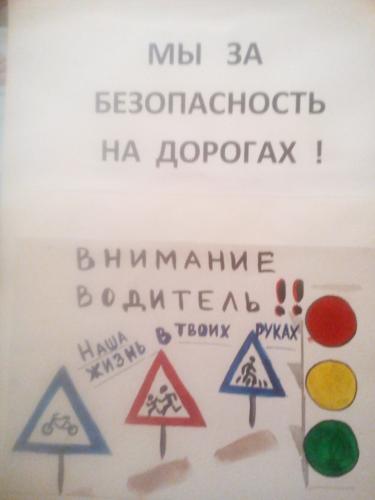 МЫ ЗА
БЕЗОПАСНОСТЬ
НА ДОРОГАХ !
ВНИМАНИЕ
ВОДИТЕЛЬ!!
НАША ЖИЗНЬ В ТВОИХ РУКАХ